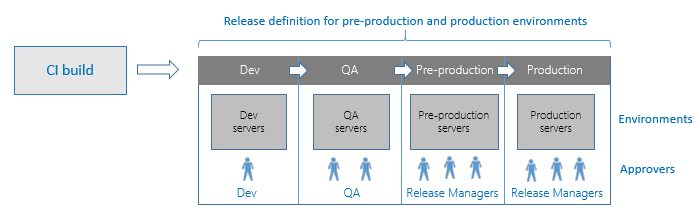 Release definition for pre-production and production environments
CI build
Dev
QA
Pre-production
Production
Dev
servers
QA
servers
Pre-production
servers
Production
servers
Environments
Approvers
Dev
QA
Release Managers
Release Managers